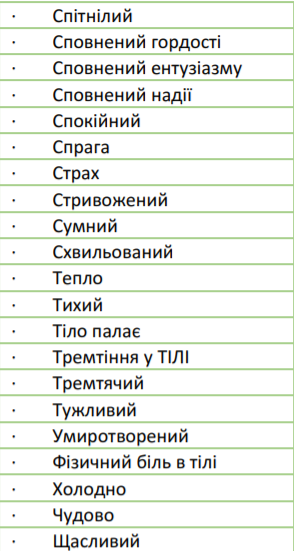 · Спітнілий
· Сповнений гордості
· Сповнений ентузіазму
· Сповнений надії
· Спокійний
· Спрага
· Страх
· Стривожений
· Сумний
· Схвильований
· Тепло
· Тихий
· Тіло палає
· Тремтіння у ТІЛІ
· Тремтячий
· Тужливий
· Умиротворений
· Фізичний біль в тілі
· Холодно
· Чудово
· Щасливий